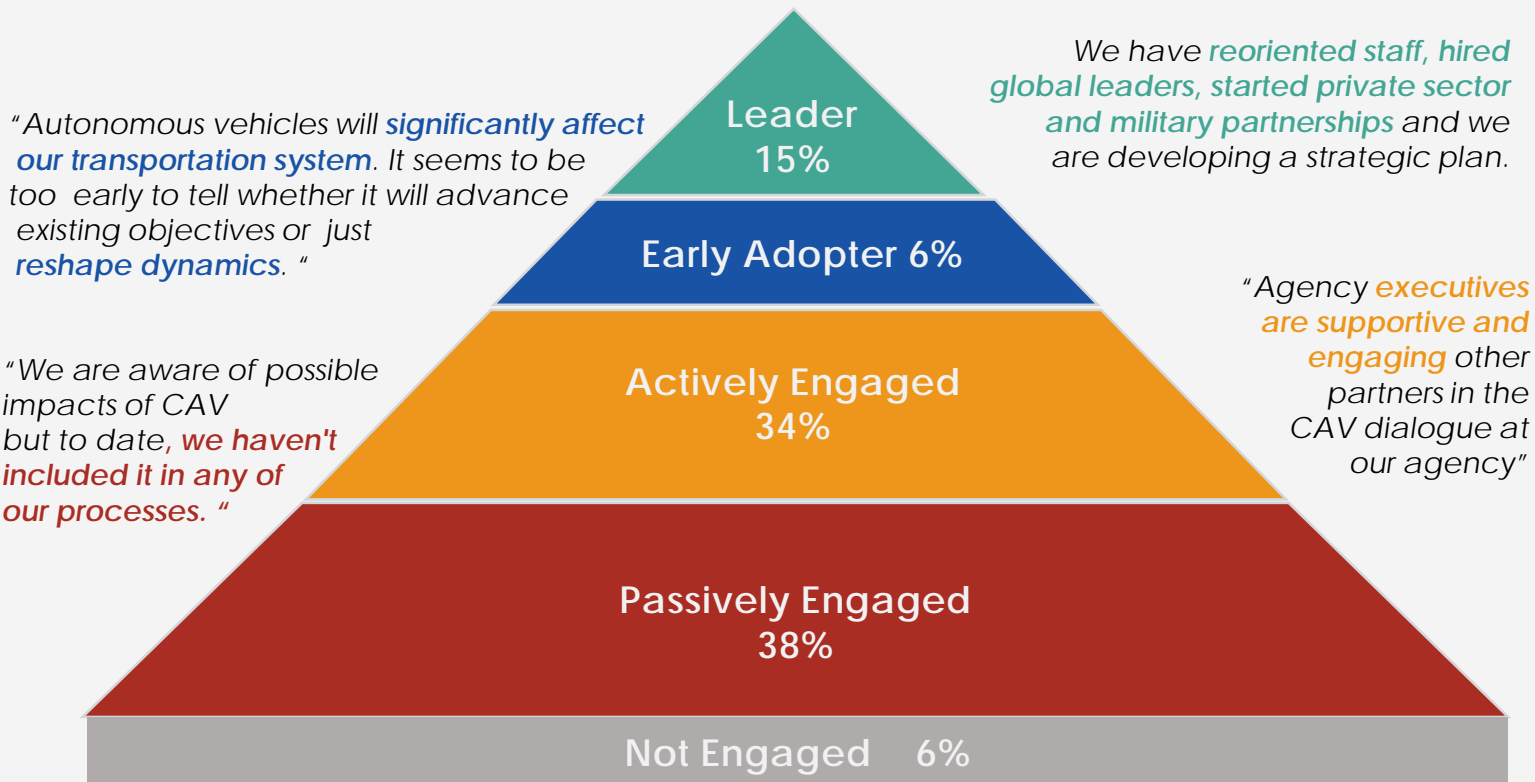 Leader
15%
We have reoriented staff, hired
global leaders, started private sector
and military partnerships and we
are developing a strategic plan.
“Autonomous vehicles will significantly affect
our transportation system. It seems to be
too early to tell whether it will advance
existing objectives or just
reshape dynamics. “
Early Adopter 6%
“Agency executives
are supportive and
engaging other
partners in the
CAV dialogue at
our agency”
Actively Engaged
34%
“We are aware of possible
impacts of CAV
but to date, we haven't
included it in any of
our processes. “
Passively Engaged
38%
Not Engaged 6%